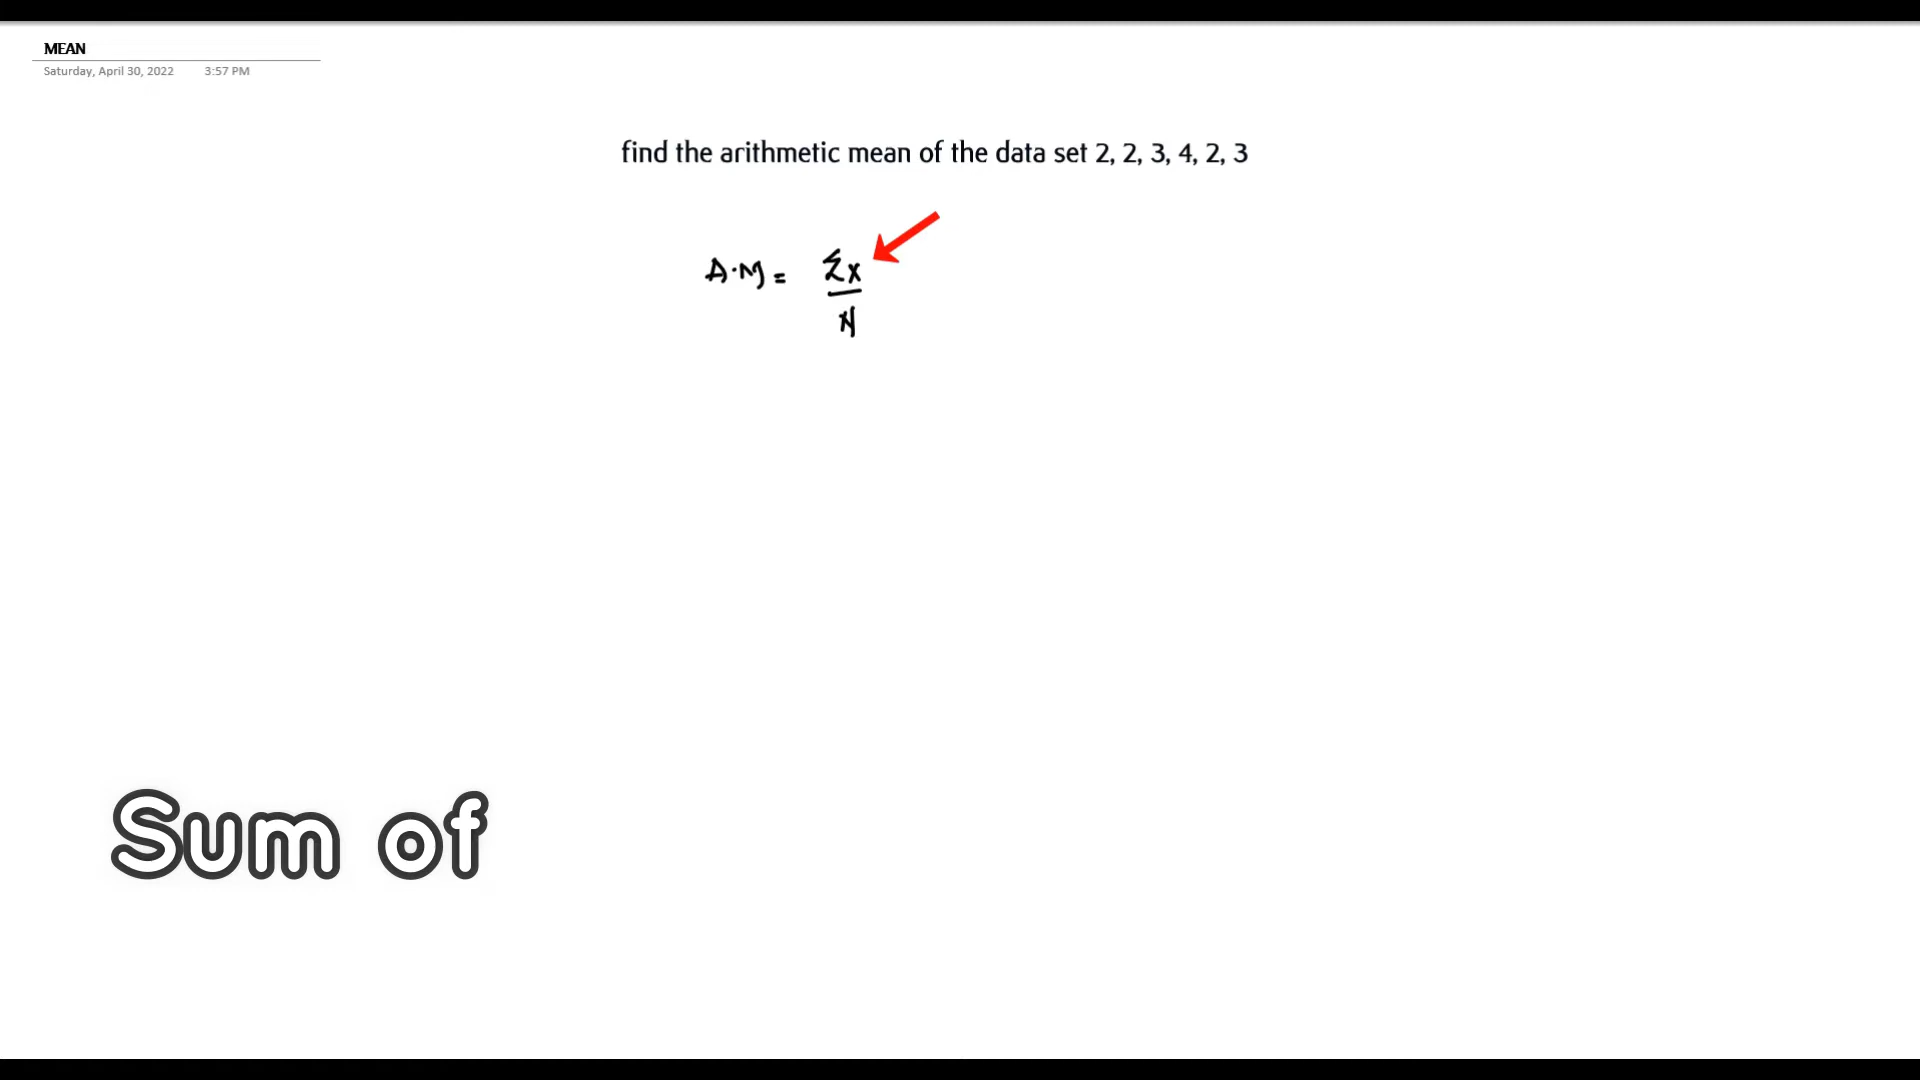 MEAN
Saturday, April 30, 2022 3:57 PM
find the arithmetic mean of the data set 2, 2, 3, 4, 2, 3
A.M = Σx
N
Sum of